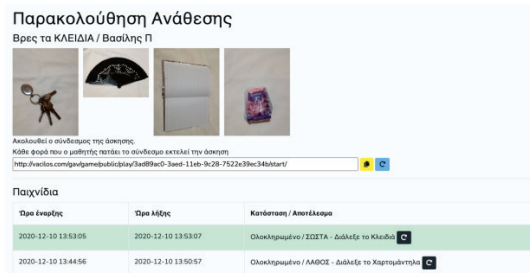 Παρακολούθηση Ανάθεσης
Βρες τα ΚΛΕΙΔΙΑ / Βασίλης Π
Ακολουθεί ο σύνδεσμος της άσκησης.
Κάθε φορά που ο μαθητής πατάει το σύνδεσμο εκτελεί την άσκηση
http://vacilos.com/gav/game/public/play/3ad89ac0-3aed-11eb-9c28-7522e39ec34b/start/
Παιχνίδια
Ώρα έναρξης Ώρα λήξης Κατάσταση / Αποτέλεσμα
2020-12-10 13:53:05 2020-12-10 13:53:07 Ολοκληρωμένο / ΣΩΣΤΑ - Διάλεξε το Κλειδιά
2020-12-10 13:44:56 2020-12-10 13:50:57 Ολοκληρωμένο / ΛΑΘΟΣ - Διάλεξε το Χαρτομάντηλα